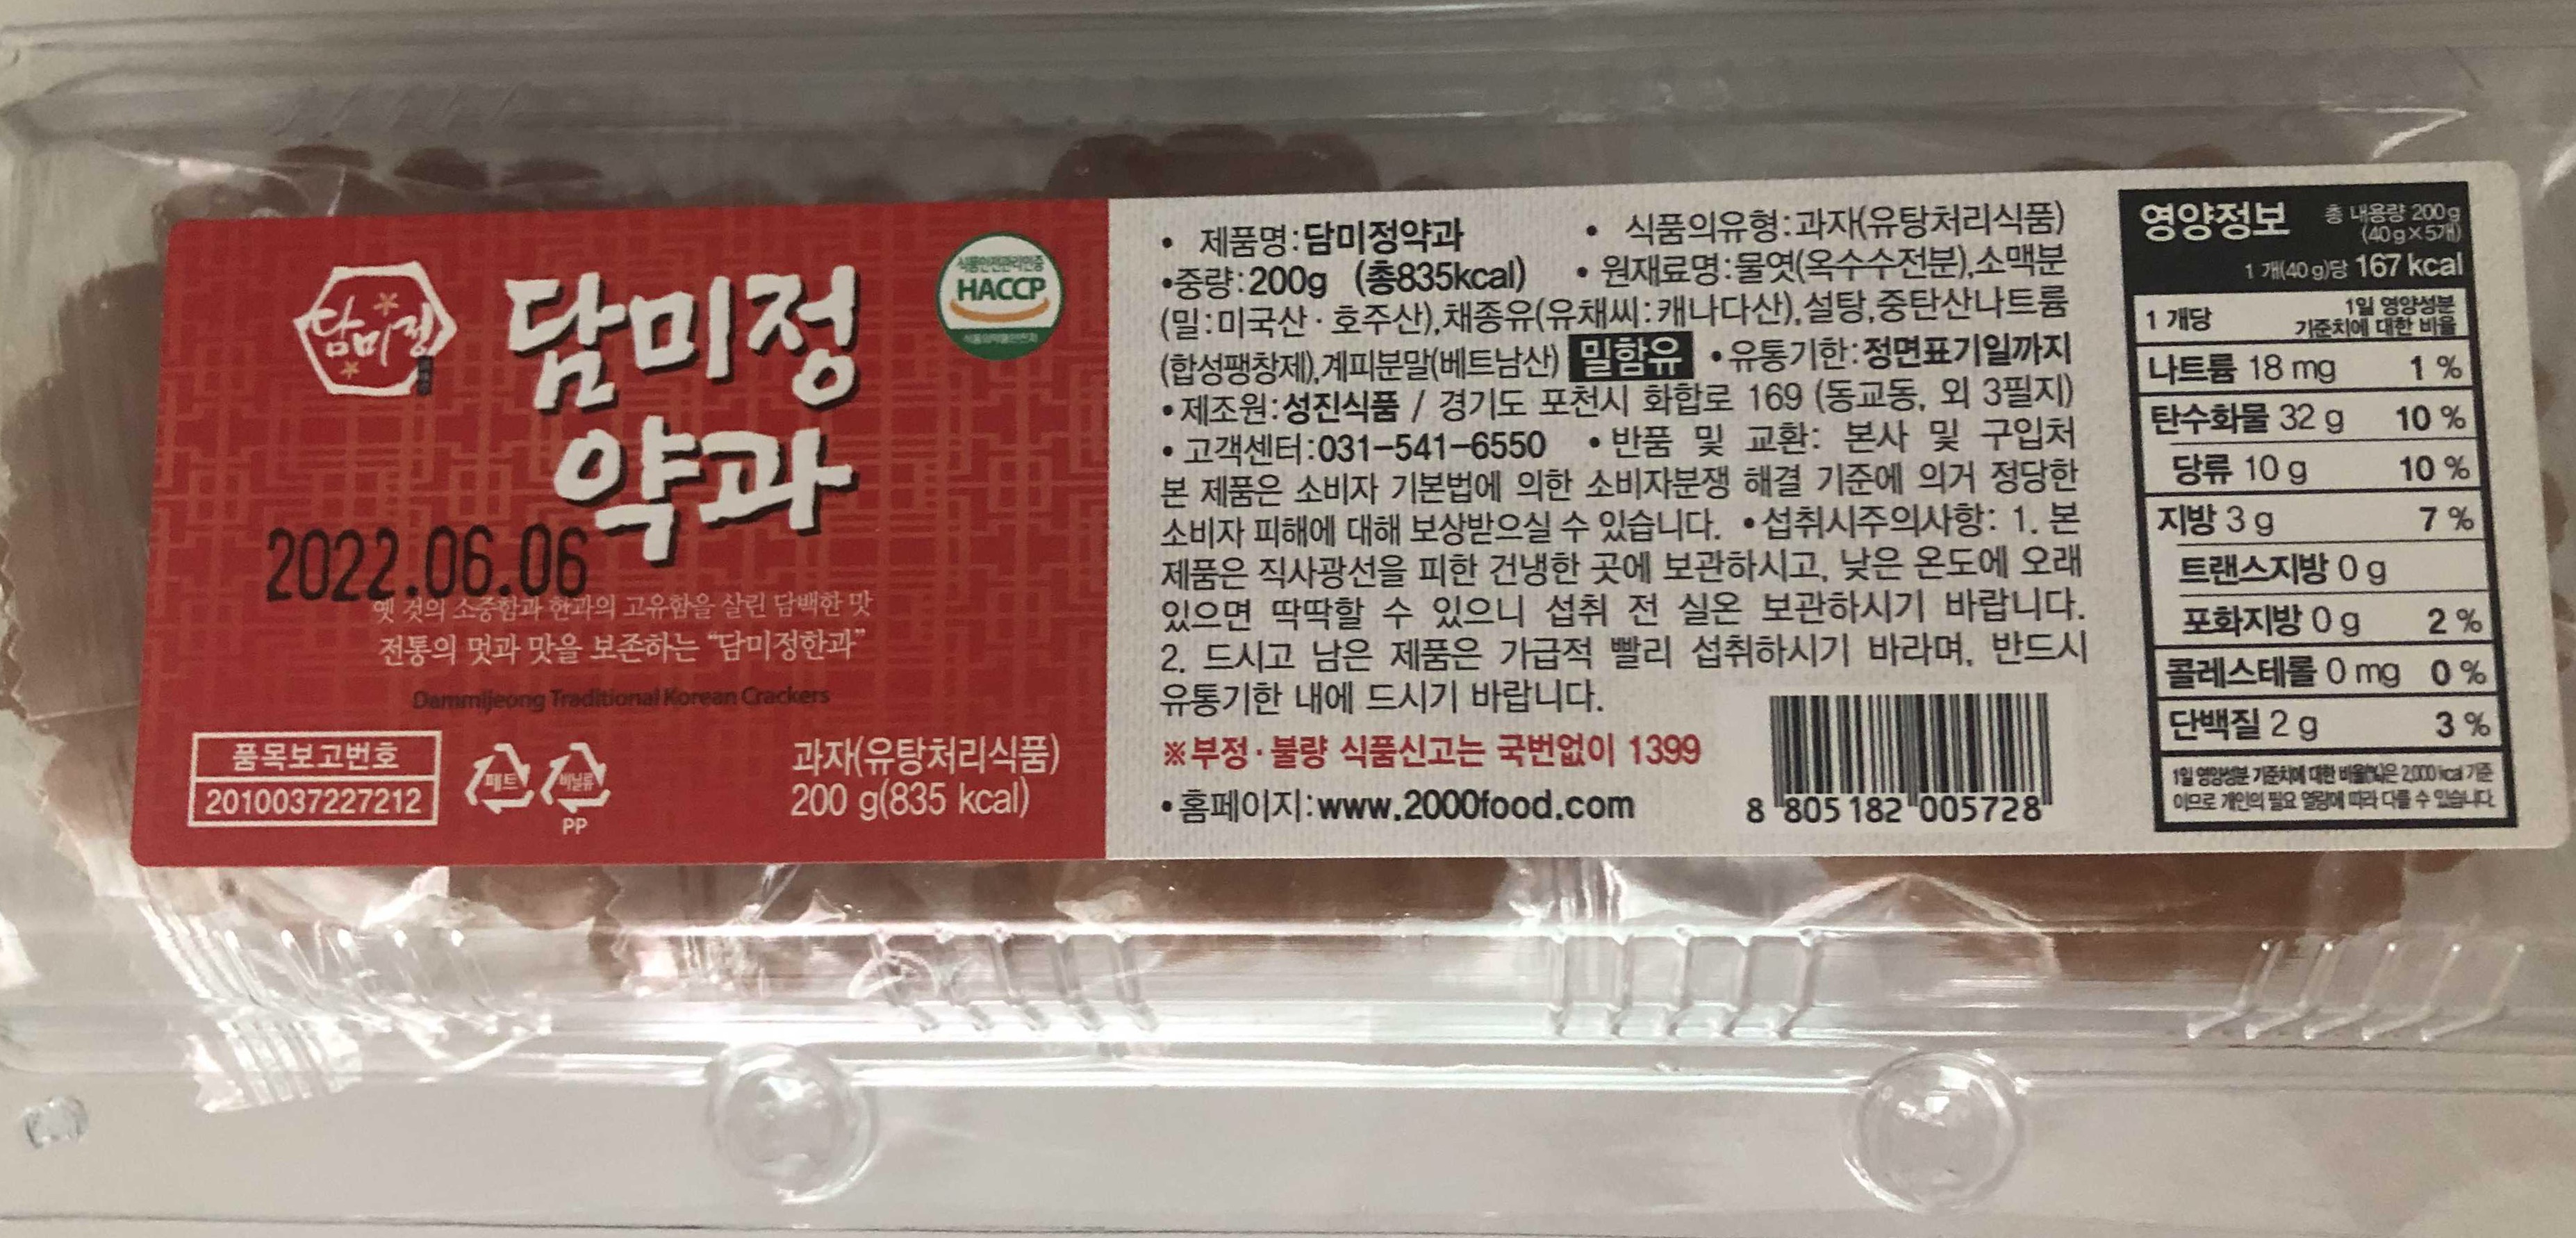 담미정
담미정
약과
식품안전관리인증
HACCP
2022.06.06
옛 것의 소중함과 한과의 고유함을 살린 담백한 맛
전통의 멋과 맛을 보존하는 "담미정한과"
Dammijeong Traditional Korean Crackers
품목보고번호
2010037227212
페트
비닐류
PP
과자(유탕처리식품)
200 g(835 kcal)
• 제품명:담미정약과 • 식품의유형:과자(유탕처리식품)
•중량:200g (총835kcal) •원재료명:물엿(옥수수전분),소맥분
(밀:미국산·호주산),채종유(유채씨:캐나다산),설탕,중탄산나트륨
(합성팽창제),계피분말(베트남산) 밀함유 •유통기한:정면표기일까지
•제조원:성진식품 / 경기도 포천시 화합로 169 (동교동, 외 3필지)
•고객센터:031-541-6550 •반품 및 교환: 본사 및 구입처
본 제품은 소비자 기본법에 의한 소비자분쟁 해결 기준에 의거 정당한
소비자 피해에 대해 보상받으실 수 있습니다. •섭취시주의사항: 1. 본
제품은 직사광선을 피한 건냉한 곳에 보관하시고, 낮은 온도에 오래
있으면 딱딱할 수 있으니 섭취 전 실온 보관하시기 바랍니다.
2. 드시고 남은 제품은 가급적 빨리 섭취하시기 바라며, 반드시
유통기한 내에 드시기 바랍니다.
※부정·불량 식품신고는 국번없이 1399
•홈페이지:www.2000food.com
8 805182 005728
영양정보 총 내용량 200g
(40g×5개)
1 개(40 g)당 167 kcal
1 개당 1일 영양성분
기준치에 대한 비율
나트륨 18 mg 1 %
탄수화물 32 g 10 %
당류 10 g 10 %
지방 3 g 7 %
트랜스지방 0 g
포화지방 0 g 2 %
콜레스테롤 0 mg 0 %
단백질 2 g 3 %
1일 영양성분 기준치에 대한 비율(%)은 2,000 kcal 기준
이므로 개인의 필요 열량에 따라 다를 수 있습니다.